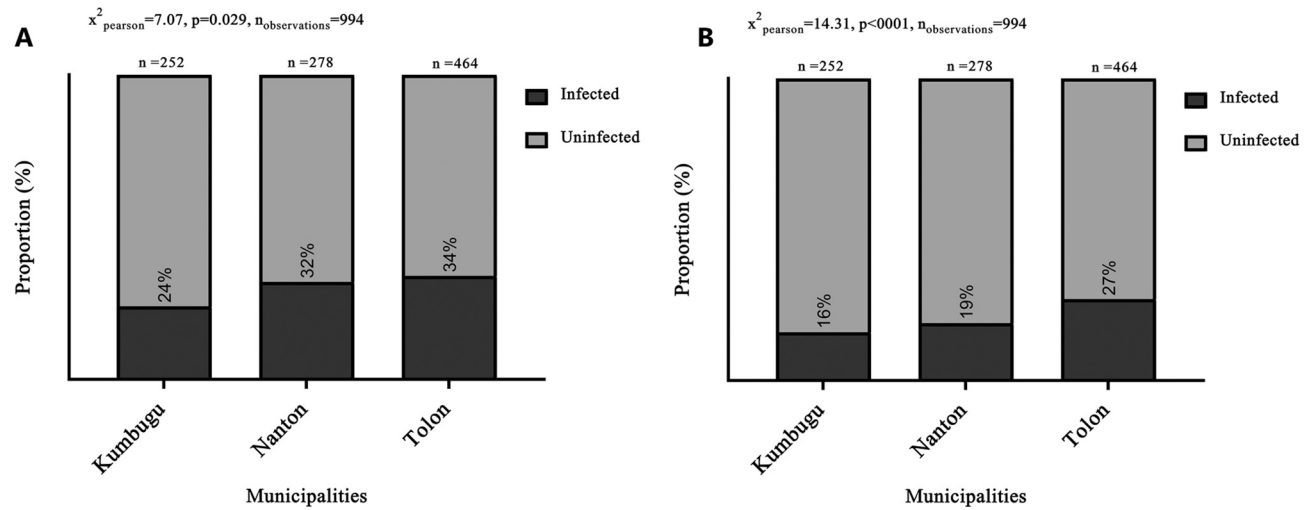 x²pearson=7.07, p=0.029, nobservations=994
A
n =252
n =278
n =464
Infected
Uninfected
Proportion (%)
24%
32%
34%
Kumbugu
Nanton
Tolon
Municipalities
x²pearson=14.31, p<0001, nobservations=994
B
n =252
n =278
n =464
Infected
Uninfected
Proportion (%)
16%
19%
27%
Kumbugu
Nanton
Tolon
Municipalities